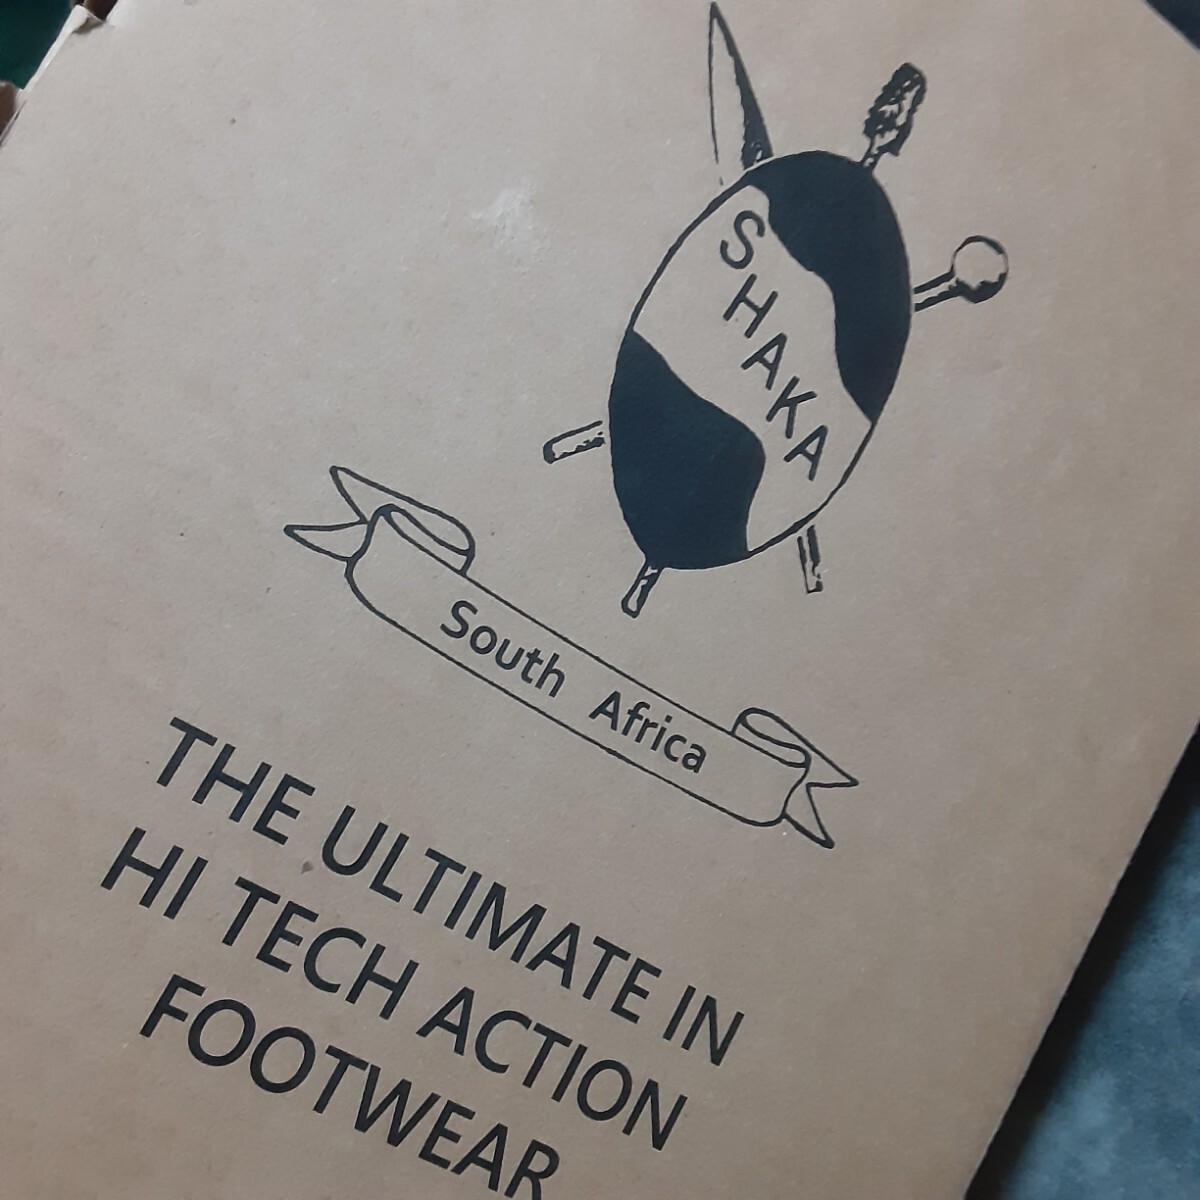 SHAKA
South Africa
THE ULTIMATE IN
HI TECH ACTION
FOOTWEAR